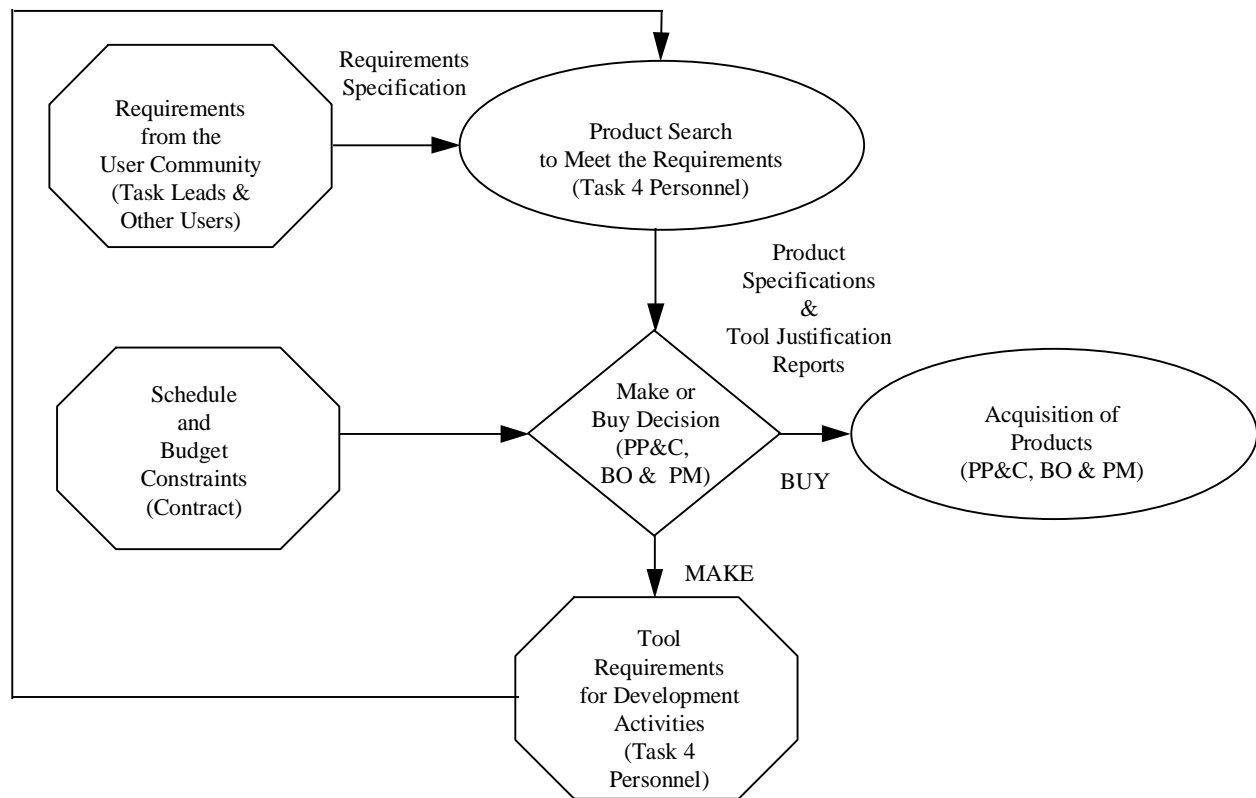 Requirements
Specification
Requirements
from the
User Community
(Task Leads &
Other Users)
Product Search
to Meet the Requirements
(Task 4 Personnel)
Product
Specifications
&
Tool Justification
Reports
Schedule
and
Budget
Constraints
(Contract)
Make or
Buy Decision
(PP&C,
BO &  PM)
BUY
Acquisition of
Products
(PP&C, BO & PM)
MAKE
Tool
Requirements
for Development
Activities
(Task 4
Personnel)